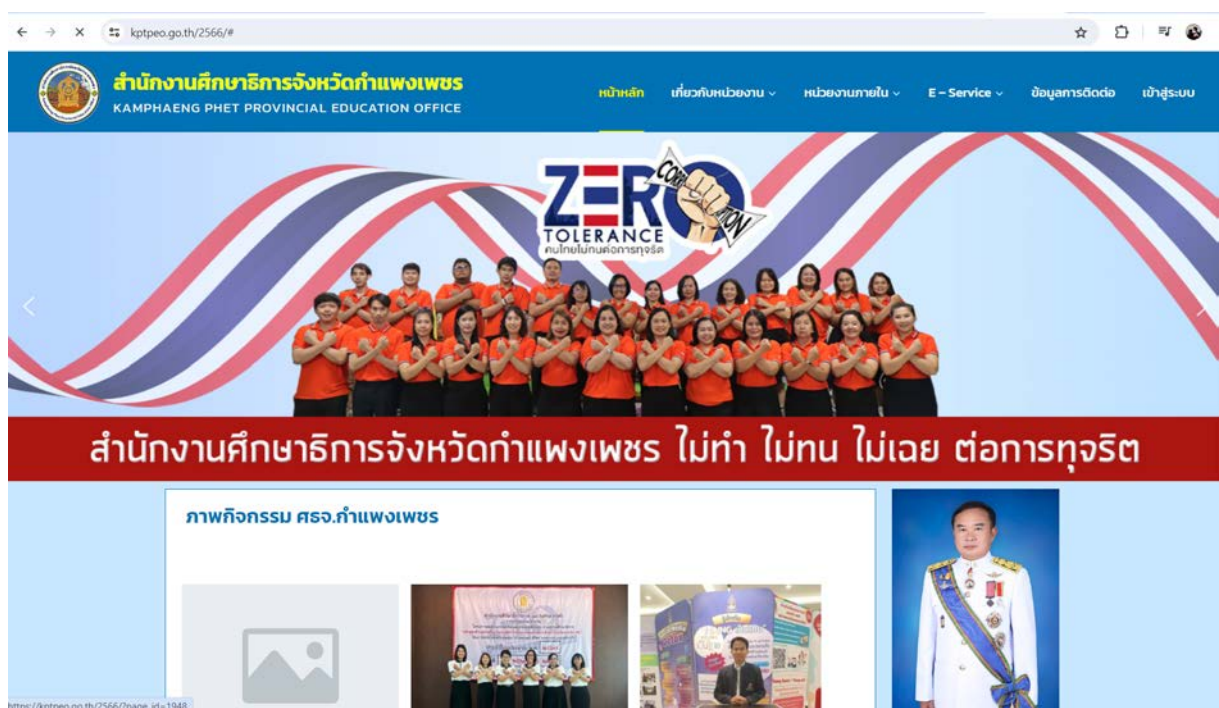 kptpeo.go.th/2566/#
สำนักงานศึกษาธิการจังหวัดกำแพงเพชร
KAMPHAENG PHET PROVINCIAL EDUCATION OFFICE
หน้าหลัก เกี่ยวกับหน่วยงาน หน่วยงานภายใน E – Service ข้อมูลการติดต่อ เข้าสู่ระบบ
ZERO
CORRUPTION
TOLERANCE
คนไทยไม่ทนต่อการทุจริต
สำนักงานศึกษาธิการจังหวัดกำแพงเพชร ไม่ทำ ไม่ทน ไม่เฉย ต่อการทุจริต
ภาพกิจกรรม ศธจ.กำแพงเพชร
https://kptpeo.go.th/2566/?page_id=1948